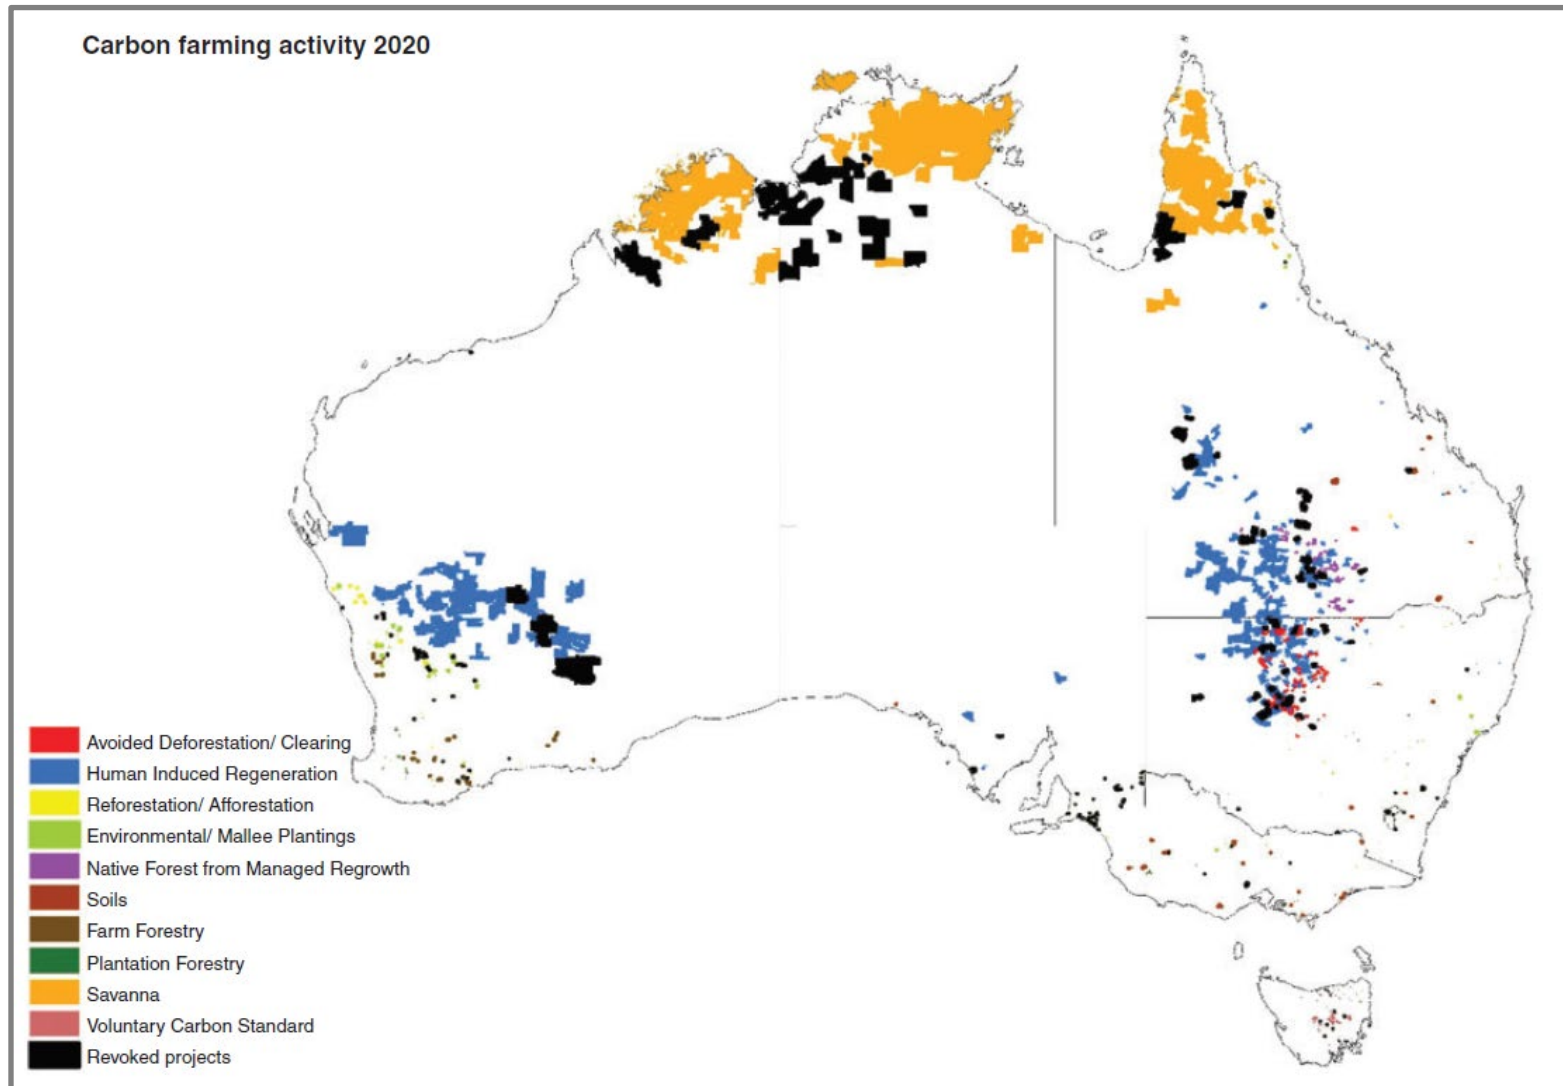 Carbon farming activity 2020
Avoided Deforestation/ Clearing
Human Induced Regeneration
Reforestation/ Afforestation
Environmental/ Mallee Plantings
Native Forest from Managed Regrowth
Soils
Farm Forestry
Plantation Forestry
Savanna
Voluntary Carbon Standard
Revoked projects